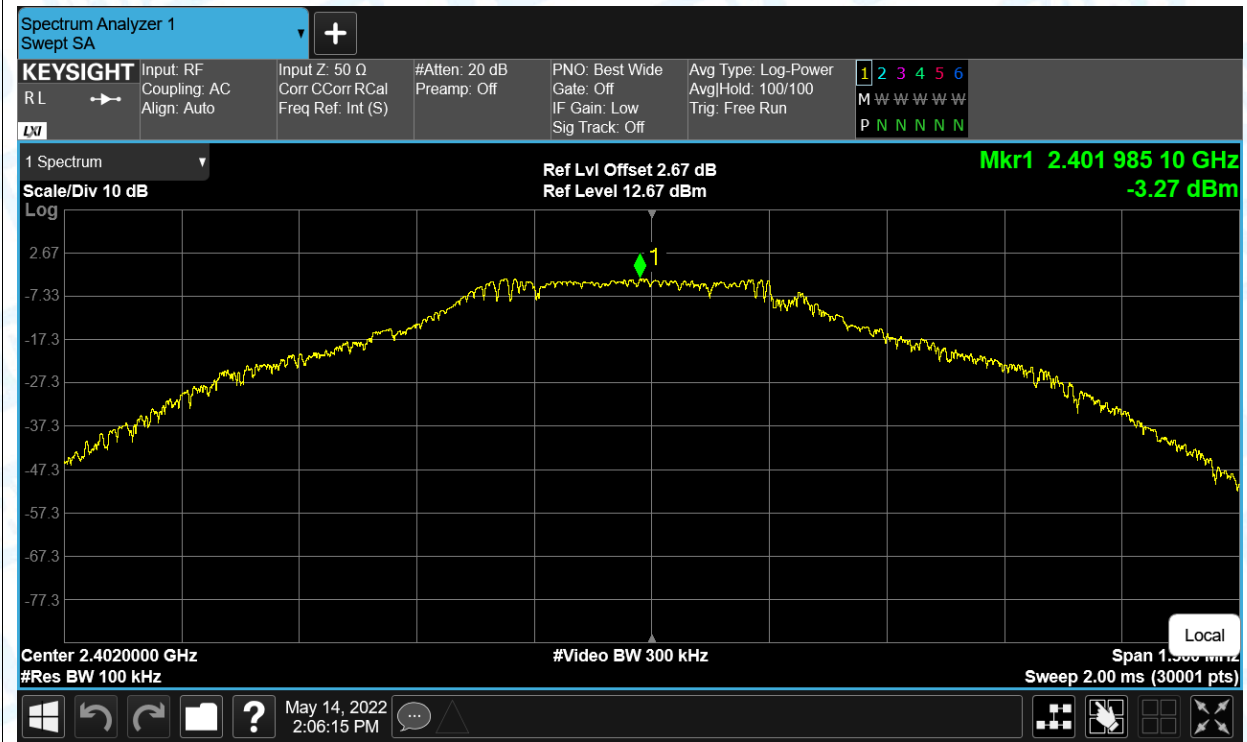 Spectrum Analyzer 1
Swept SA
KEYSIGHT
R L
LXI
Input: RF
Coupling: AC
Align: Auto
Input Z: 50 Ω
Corr CCorr RCal
Freq Ref: Int (S)
#Atten: 20 dB
Preamp: Off
PNO: Best Wide
Gate: Off
IF Gain: Low
Sig Track: Off
Avg Type: Log-Power
Avg|Hold: 100/100
Trig: Free Run
1 2 3 4 5 6
M W W W W W
P N N N N N
1 Spectrum
Scale/Div 10 dB
Log
Ref Lvl Offset 2.67 dB
Ref Level 12.67 dBm
Mkr1 2.401 985 10 GHz
-3.27 dBm
1
2.67
-7.33
-17.3
-27.3
-37.3
-47.3
-57.3
-67.3
-77.3
Local
Center 2.4020000 GHz
#Video BW 300 kHz
Span
#Res BW 100 kHz
Sweep 2.00 ms (30001 pts)
?
May 14, 2022
2:06:15 PM